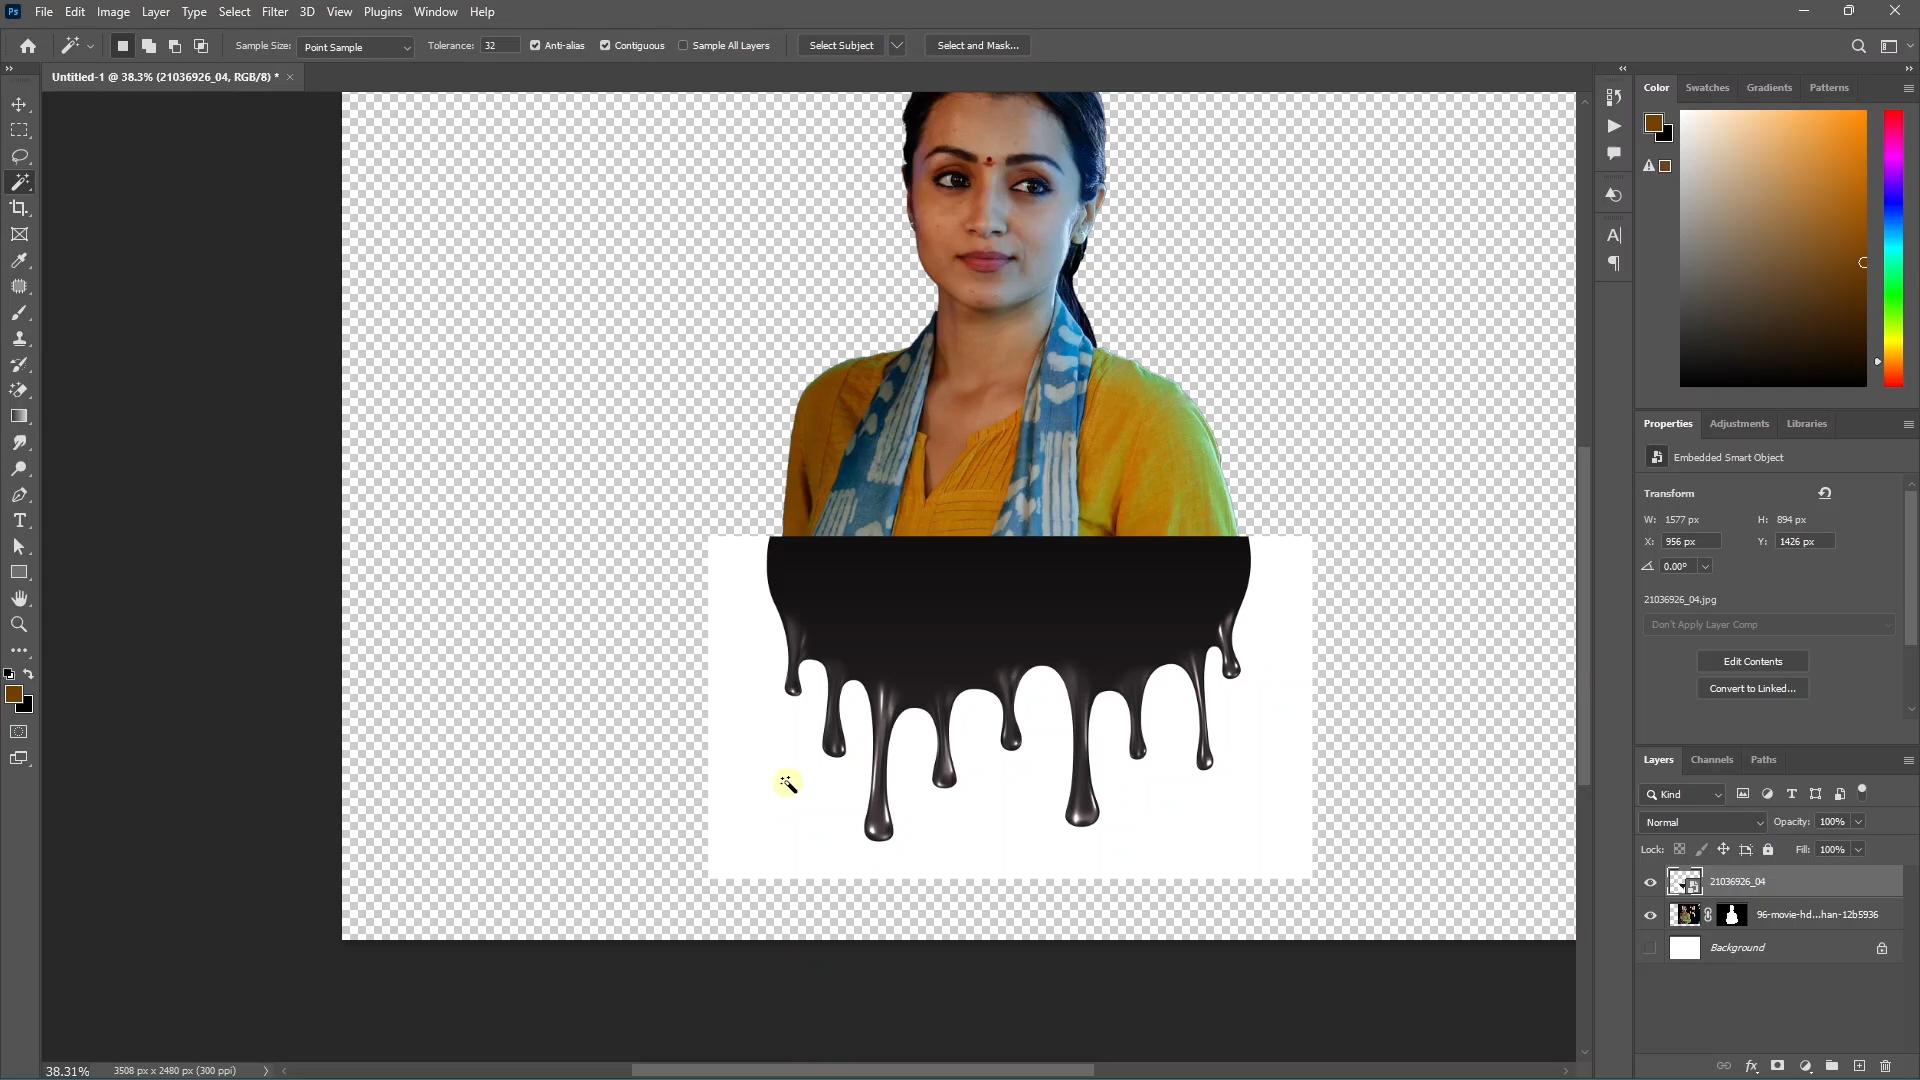 Ps File Edit Image Layer Type Select Filter 3D View Plugins Window Help
Sample Size: Point Sample Tolerance: 32 Anti-alias Contiguous Sample All Layers Select Subject Select and Mask...
Untitled-1 @ 38.3% (21036926_04, RGB/8) *
Color Swatches Gradients Patterns
Properties Adjustments Libraries
Embedded Smart Object
Transform
W: 1577 px H: 894 px
X: 956 px Y: 1426 px
0.00°
21036926_04.jpg
Don't Apply Layer Comp
Edit Contents
Convert to Linked...
Layers Channels Paths
Kind
Normal Opacity: 100%
Lock: Fill: 100%
21036926_04
96-movie-hd...han-12b5936
Background
38.31% 3508 px x 2480 px (300 ppi)